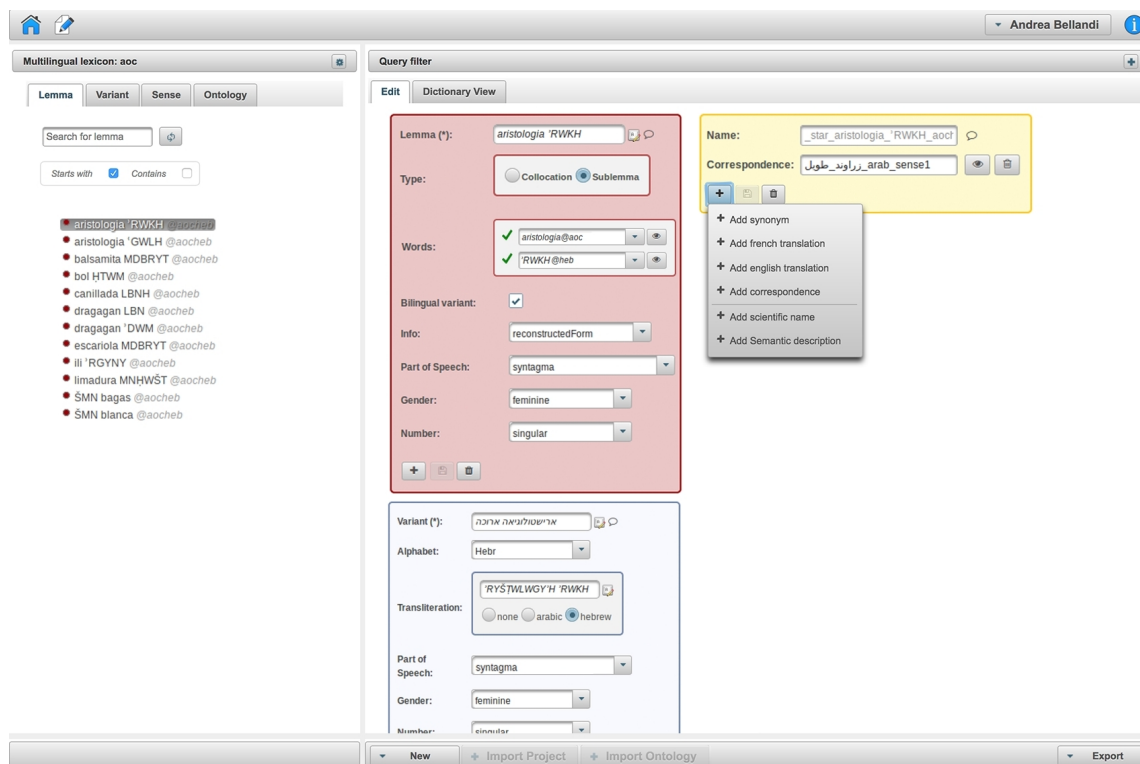 Andrea Bellandi
Multilingual lexicon: aoc
Query filter
Lemma
Variant
Sense
Ontology
Search for lemma
Starts with
Contains
aristologia ʾRWKH @aocheb
aristologia ʿGWLH @aocheb
balsamita MDBRYT @aocheb
bol ḤTWM @aocheb
canillada LBNH @aocheb
dragagan LBN @aocheb
dragagan ʾDWM @aocheb
escariola MDBRYT @aocheb
ili ʾRGYNY @aocheb
limadura MNḤWŠT @aocheb
ŠMN bagas @aocheb
ŠMN blanca @aocheb
Edit
Dictionary View
Lemma (*):
aristologia ʾRWKH
Type:
Collocation
Sublemma
Words:
aristologia@aoc
ʾRWKH@heb
Bilingual variant:
Info:
reconstructedForm
Part of Speech:
syntagma
Gender:
feminine
Number:
singular
Variant (*):
ארישטולוגיאה ארוכה
Alphabet:
Hebr
Transliteration:
ʾRYŠṬWLWGYʾH ʾRWKH
none
arabic
hebrew
Part of
Speech:
syntagma
Gender:
feminine
Number:
singular
Name:
_star_aristologia_ʾRWKH_aoch
Correspondence:
زراوند_طويل_arab_sense1
Add synonym
Add french translation
Add english translation
Add correspondence
Add scientific name
Add Semantic description
New
Import Project
Import Ontology
Export